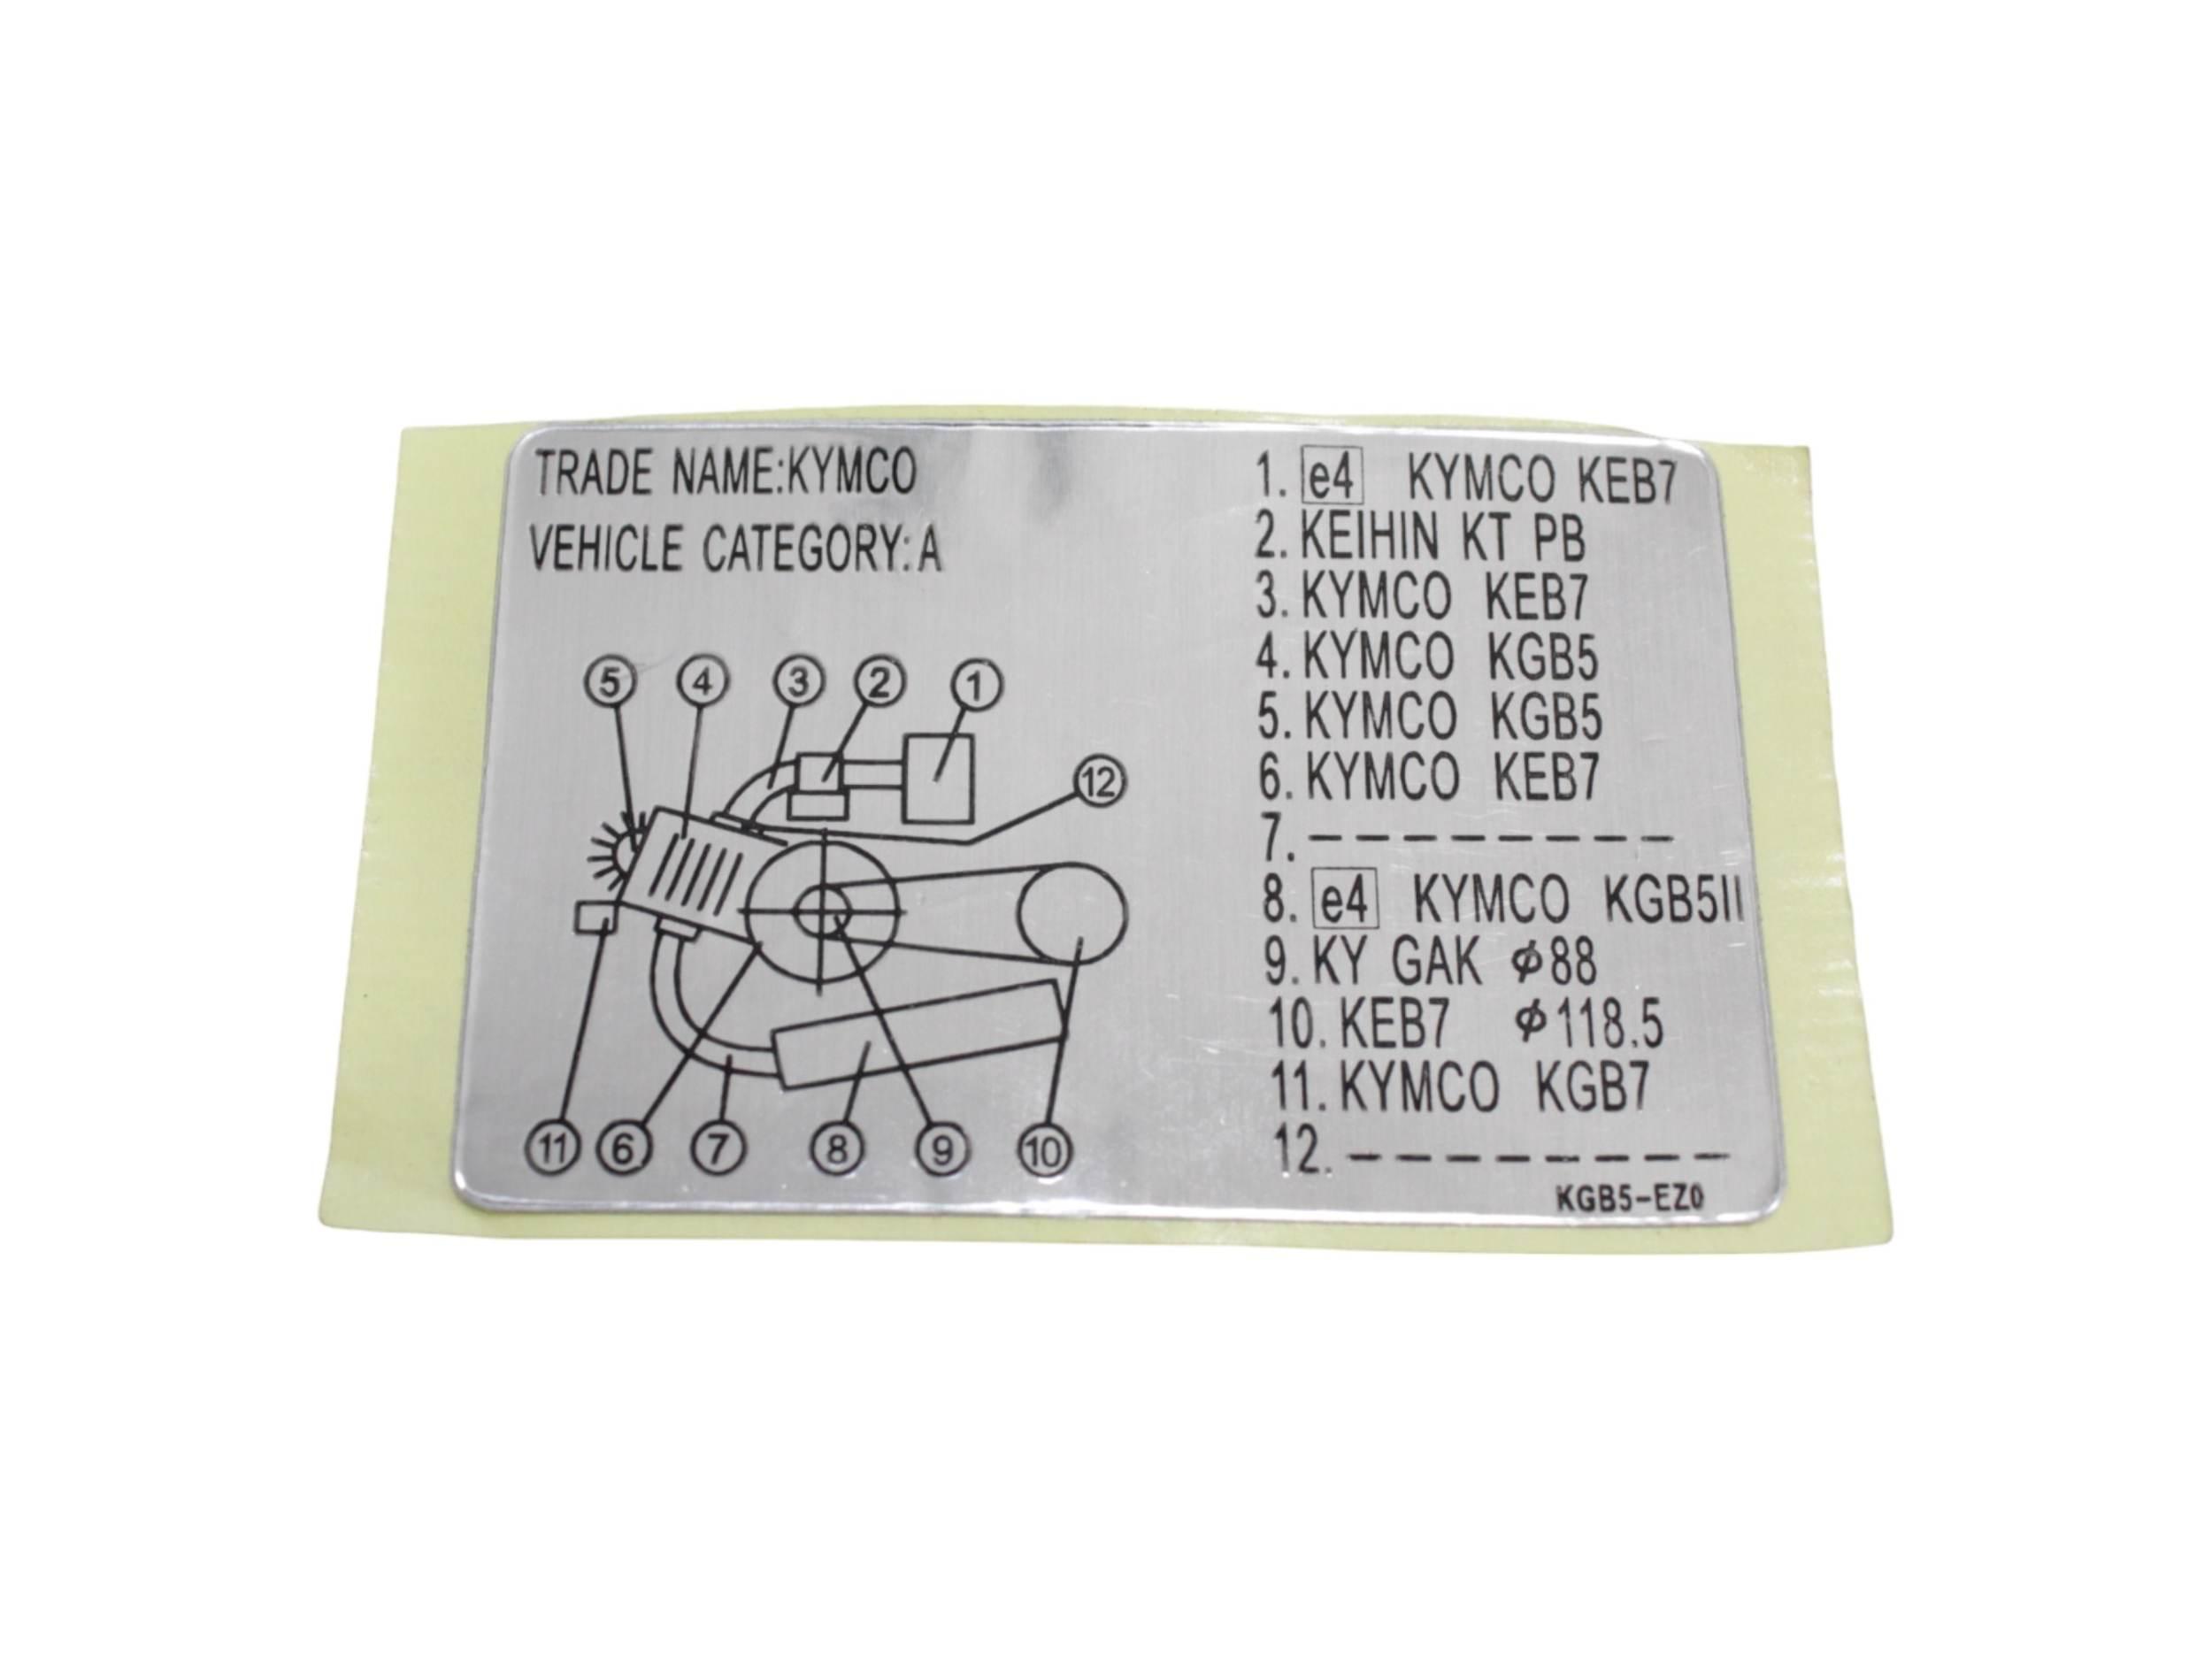 TRADE NAME:KYMCO
VEHICLE CATEGORY:A
5 4 3 2 1
12
11 6 7 8 9 10
1. e4 KYMCO KEB7
2. KEIHIN KT PB
3. KYMCO KEB7
4. KYMCO KGB5
5. KYMCO KGB5
6. KYMCO KEB7
7. – – – – – – – – –
8. e4 KYMCO KGB5II
9. KY GAK ϕ88
10. KEB7 ϕ118.5
11. KYMCO KGB7
12. – – – – – – – –
KGB5-EZ0